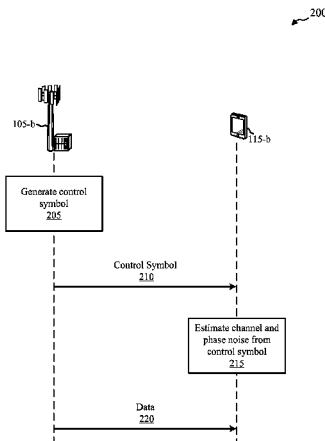 200
105-b
115-b
Generate control
symbol
205
Control Symbol
210
Estimate channel and
phase noise from
control symbol
215
Data
220